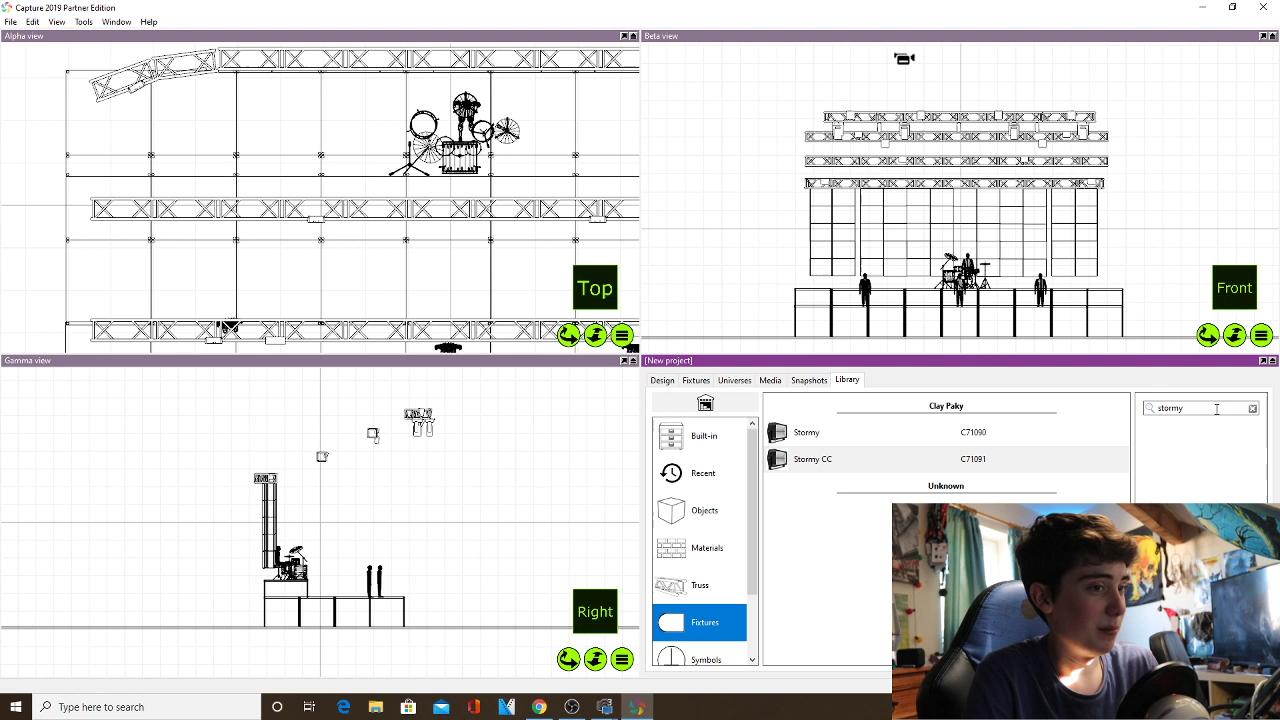 Capture 2019 Partner Edition
File Edit View Tools Window Help
Alpha view
Beta view
Top
Front
Gamma view
[New project]
Right
Design Fixtures Universes Media Snapshots Library
Built-in
Recent
Objects
Materials
Truss
Fixtures
Symbols
Clay Paky
Stormy C71090
Stormy CC C71091
Unknown
stormy
Type here to search